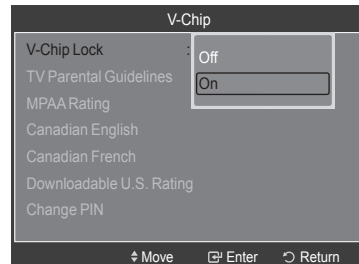 V-Chip
V-Chip Lock : Off
On
TV Parental Guidelines
MPAA Rating
Canadian English
Canadian French
Downloadable U.S. Rating
Change PIN
Move Enter Return